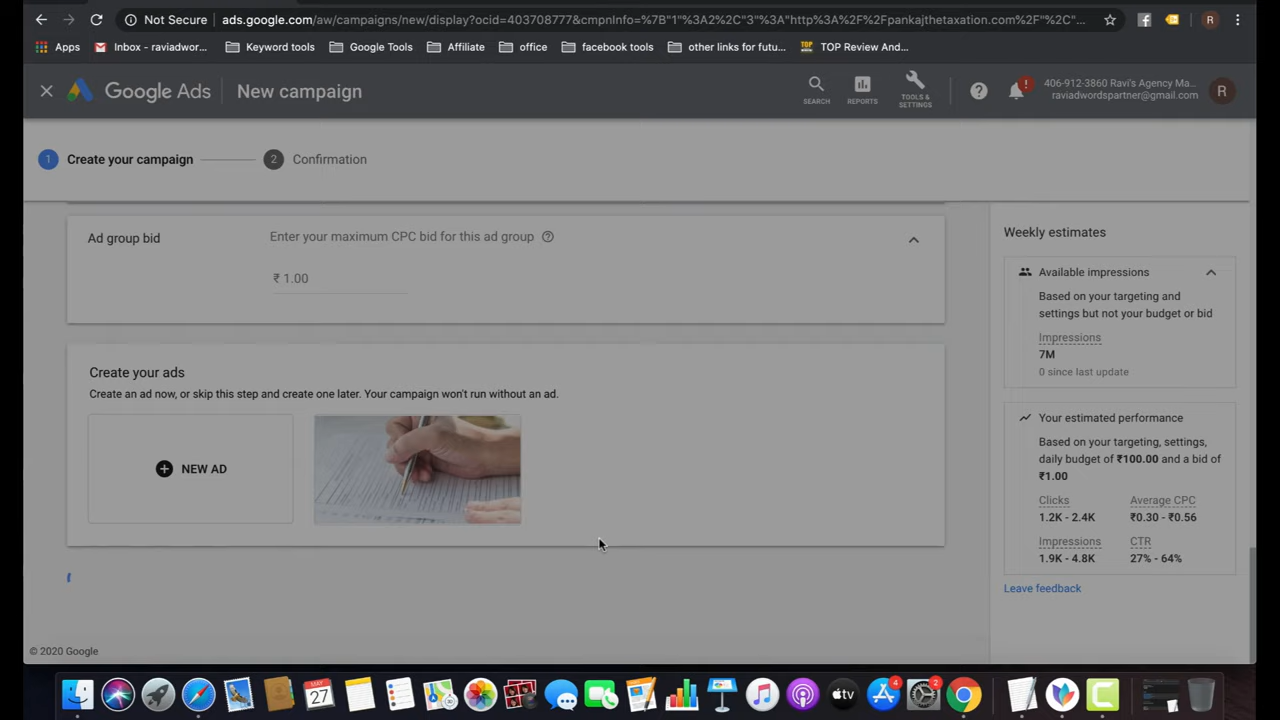 Not Secure
ads.google.com/aw/campaigns/new/display?ocid=403708777&cmpnInfo=%7B"1"%3A2%2C"3"%3A"http%3A%2F%2Fpankajthetaxation.com%2F"%2C"...
R
Apps
Inbox - raviadwor...
Keyword tools
Google Tools
Affiliate
office
facebook tools
other links for futu...
TOP Review And...
Google Ads
New campaign
SEARCH
REPORTS
TOOLS &
SETTINGS
!
406-912-3860 Ravi's Agency Ma...
raviadwordspartner@gmail.com
R
1 Create your campaign
2 Confirmation
Ad group bid
Enter your maximum CPC bid for this ad group
₹ 1.00
Create your ads
Create an ad now, or skip this step and create one later. Your campaign won't run without an ad.
NEW AD
Weekly estimates
Available impressions
Based on your targeting and
settings but not your budget or bid
Impressions
7M
0 since last update
Your estimated performance
Based on your targeting, settings,
daily budget of ₹100.00 and a bid of
₹1.00
Clicks Average CPC
1.2K - 2.4K ₹0.30 - ₹0.56
Impressions CTR
1.9K - 4.8K 27% - 64%
Leave feedback
© 2020 Google
MAY
27
tv
4
2